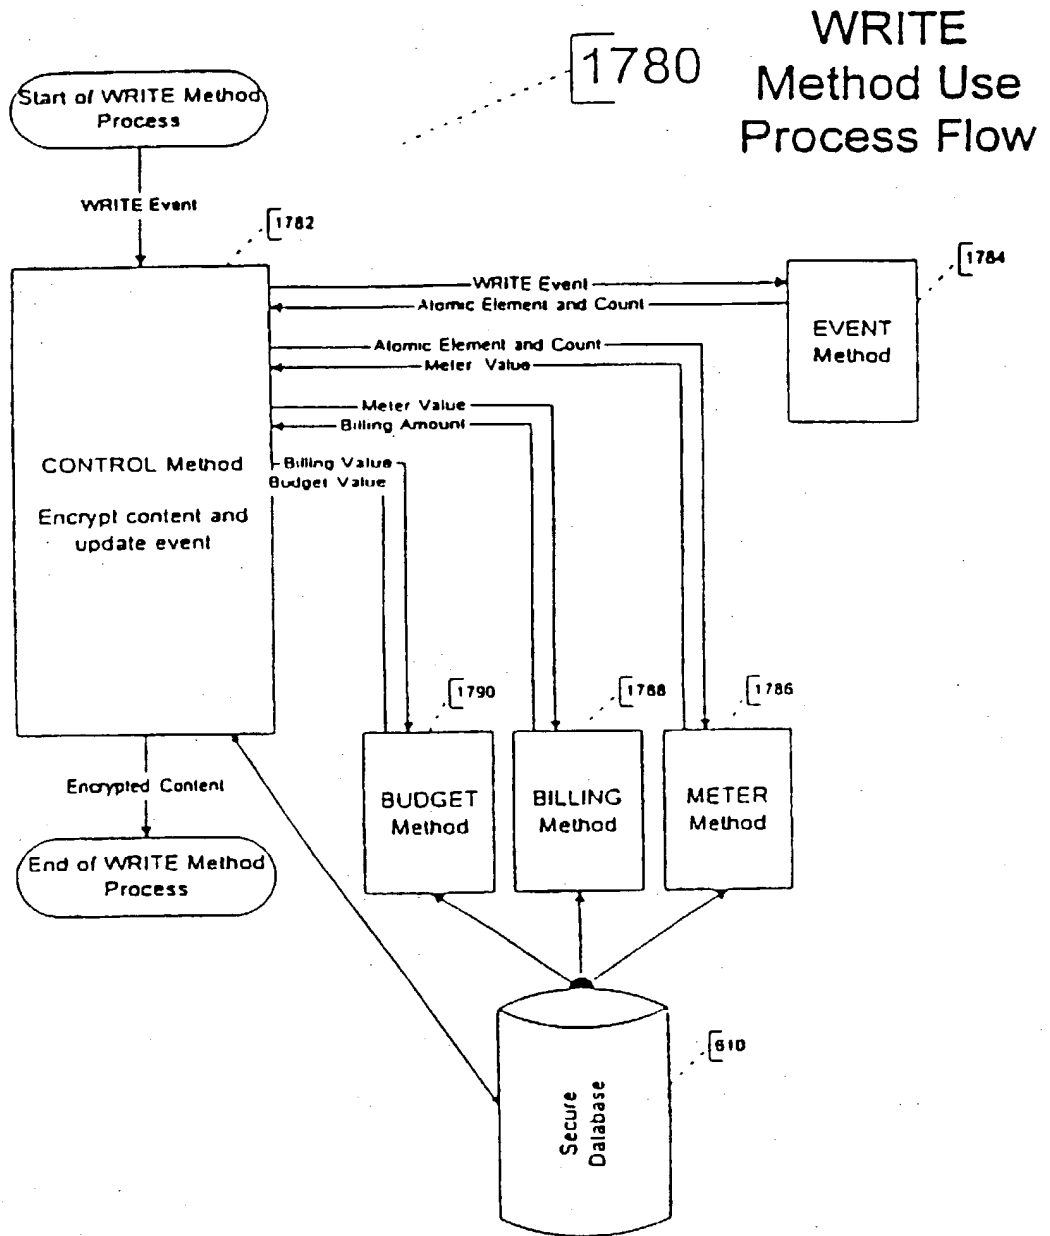 WRITE
Method Use
Process Flow
1780
Start of WRITE Method
Process
WRITE Event
1782
1784
WRITE Event
Atomic Element and Count
EVENT
Method
Atomic Element and Count
Meter Value
Meter Value
Billing Amount
CONTROL Method
Encrypt content and
update event
Billing Value
Budget Value
1790
1788
1786
BUDGET
Method
BILLING
Method
METER
Method
Encrypted Content
End of WRITE Method
Process
610
Secure
Database